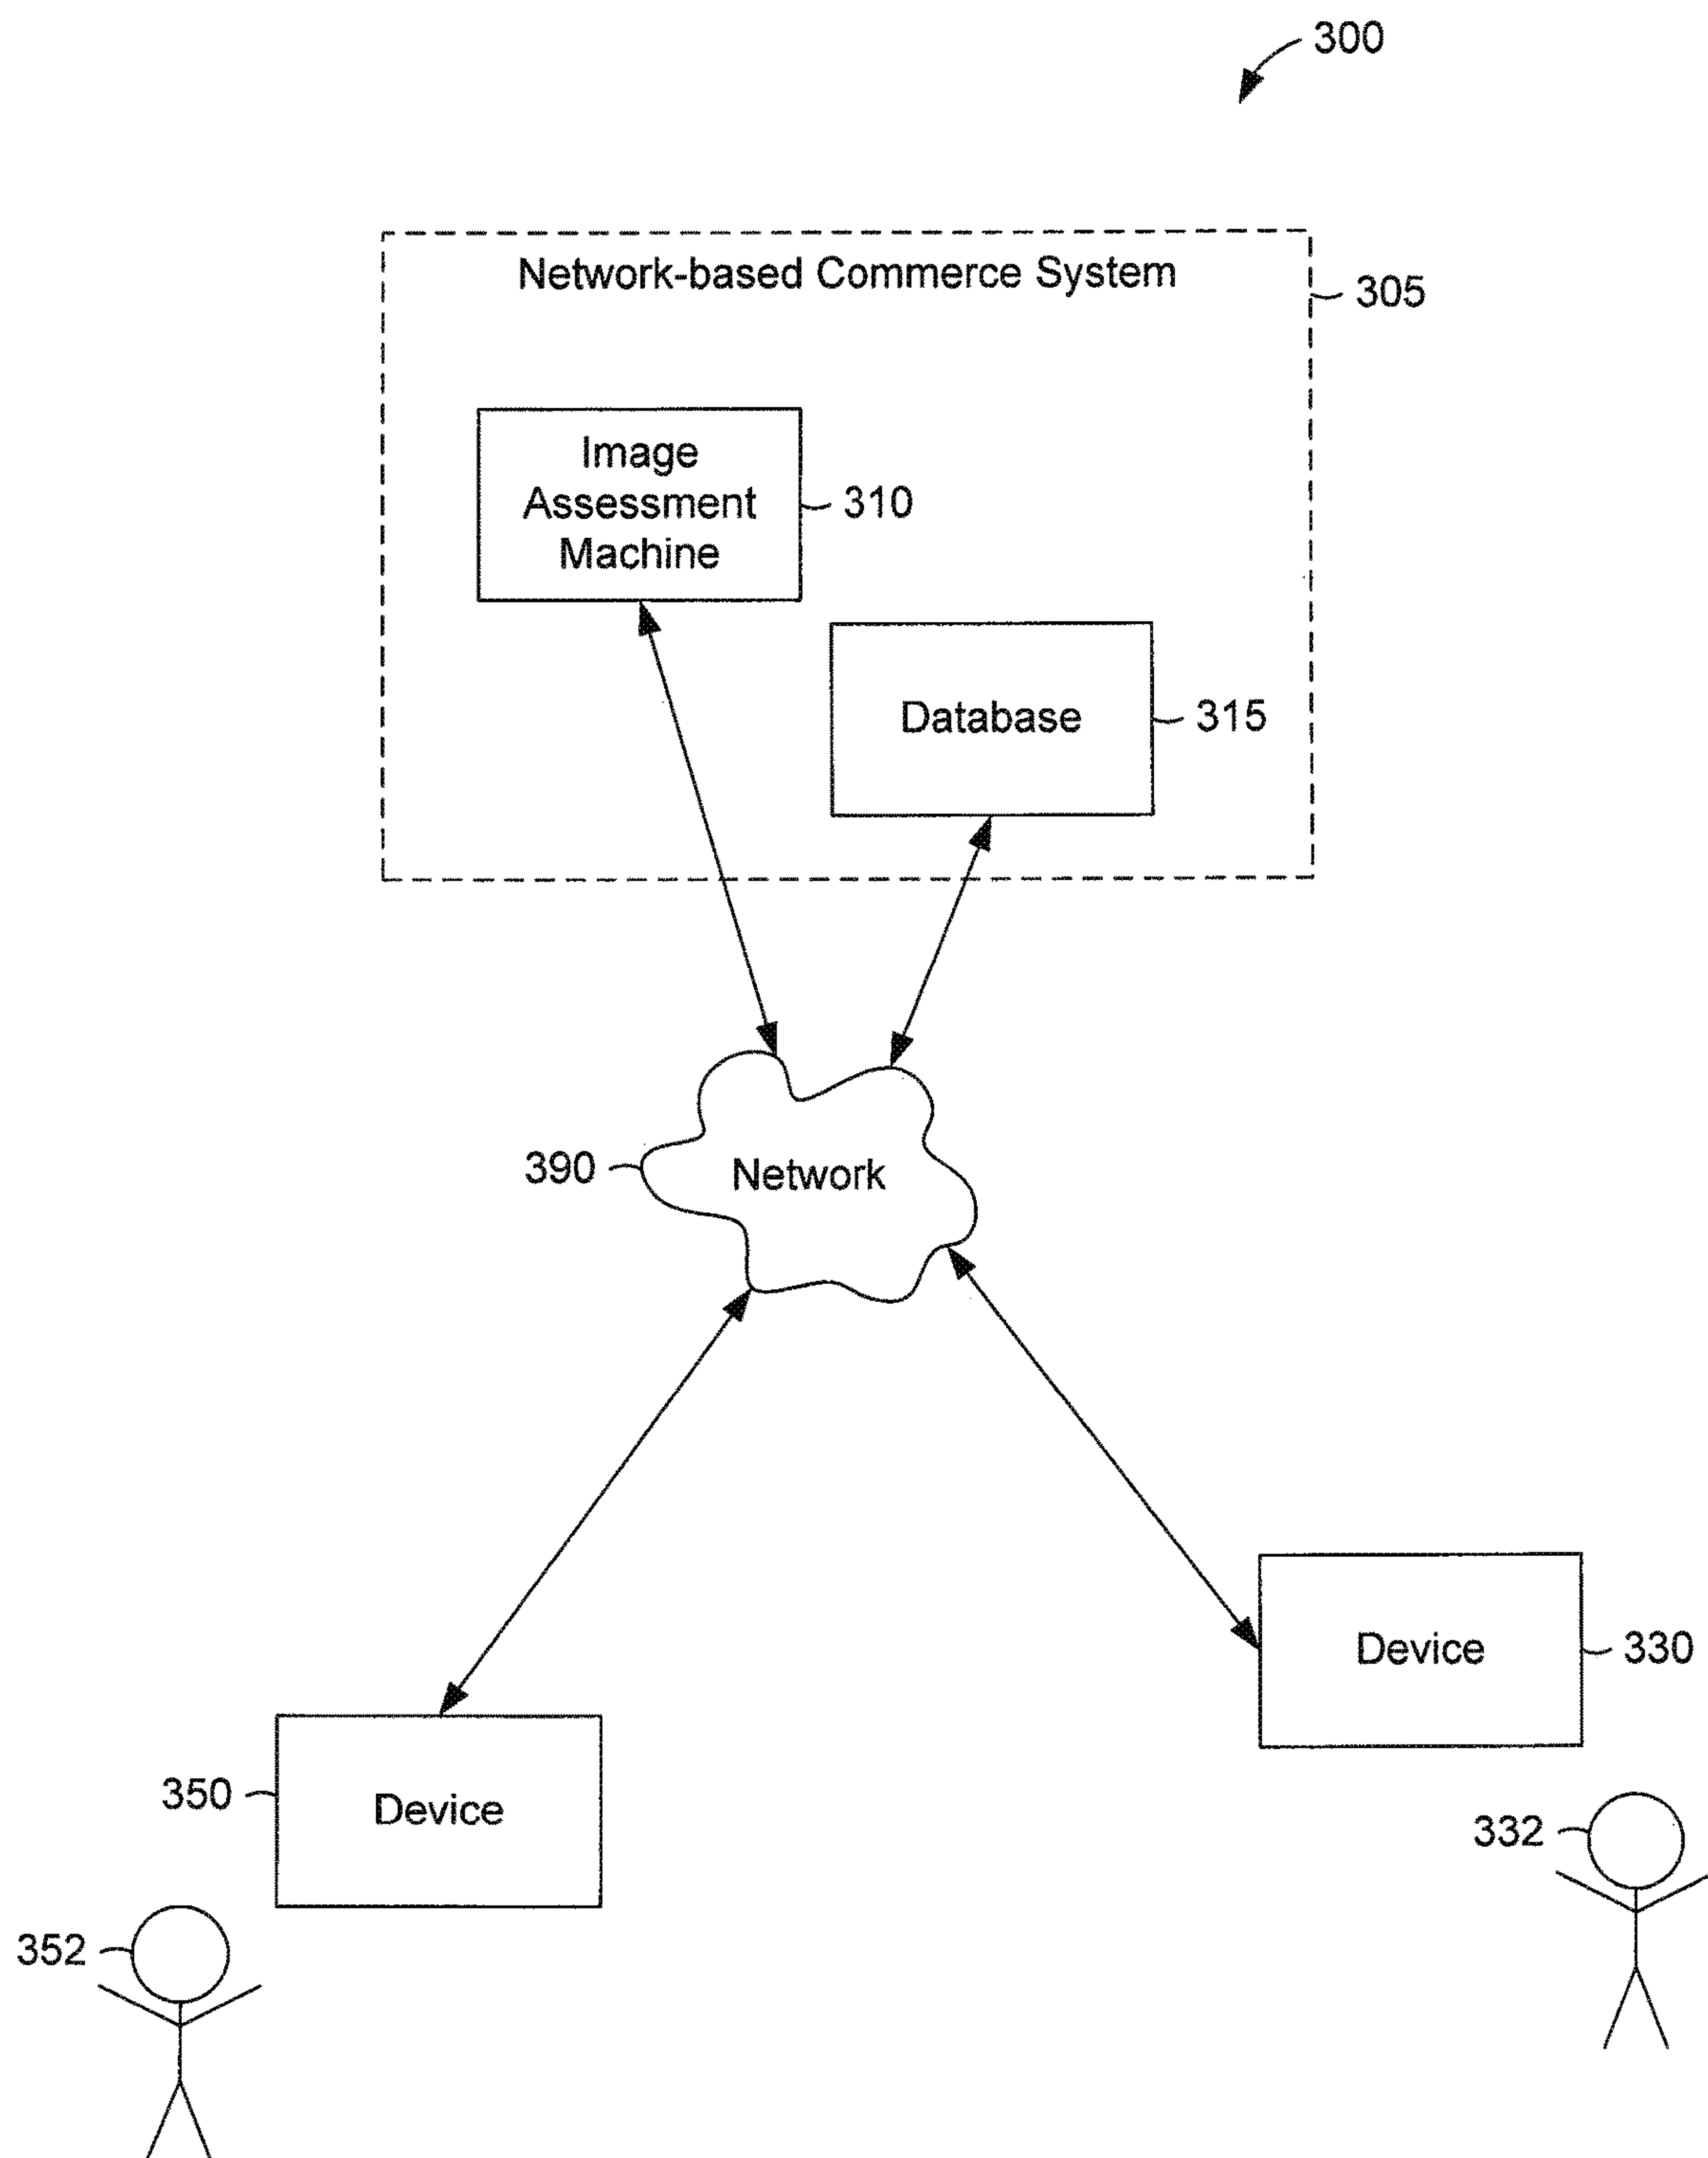 300
Network-based Commerce System
305
Image
Assessment
Machine
310
Database
315
390
Network
Device
330
350
Device
332
352